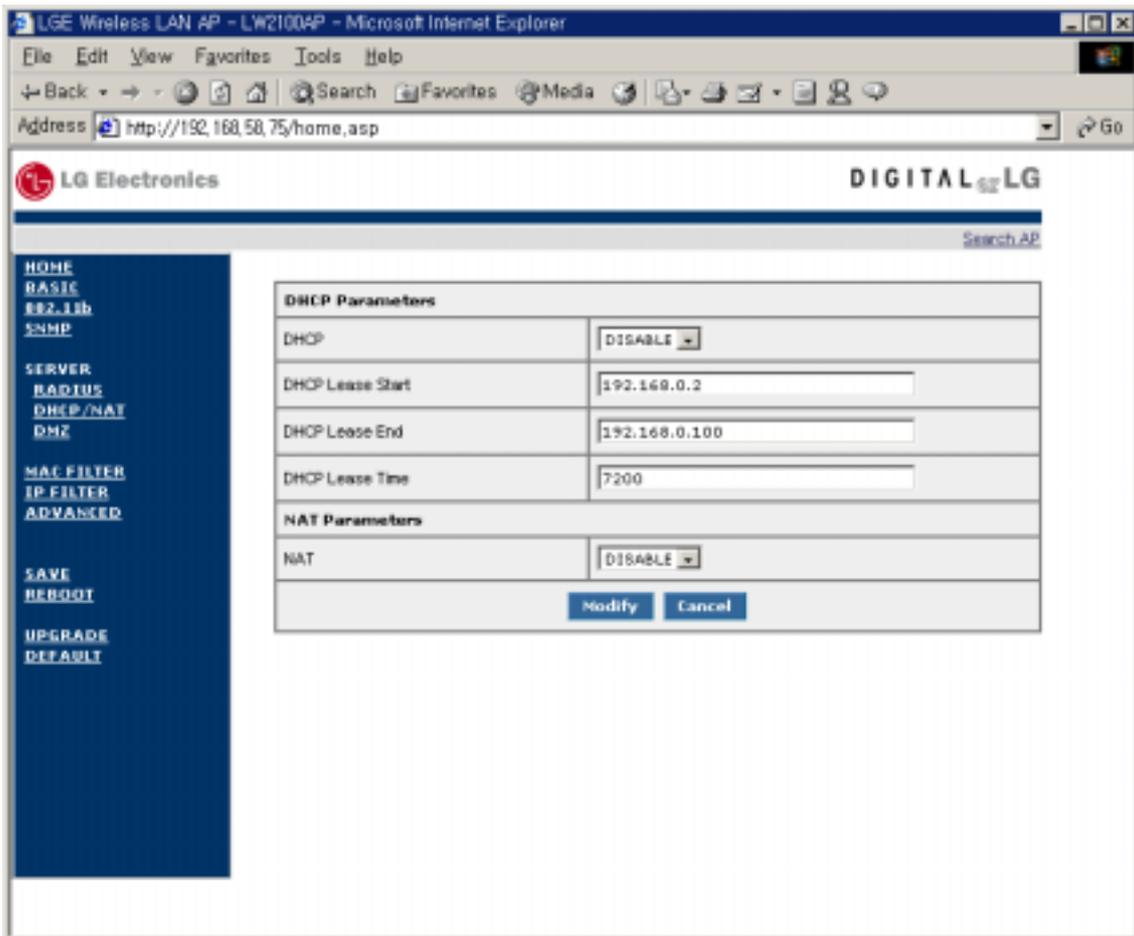 LGE Wireless LAN AP - LW2100AP - Microsoft Internet Explorer
File Edit View Favorites Tools Help
Back Search Favorites Media
Address http://192,168,58,75/home,asp Go
LG Electronics
DIGITAL LG
Search AP
HOME
BASIC
802.11b
SNMP
SERVER
RADIUS
DHCP/NAT
DMZ
MAC FILTER
IP FILTER
ADVANCED
SAVE
REBOOT
UPGRADE
DEFAULT
DHCP Parameters
DHCP DISABLE
DHCP Lease Start 192.168.0.2
DHCP Lease End 192.168.0.100
DHCP Lease Time 7200
NAT Parameters
NAT DISABLE
Modify Cancel